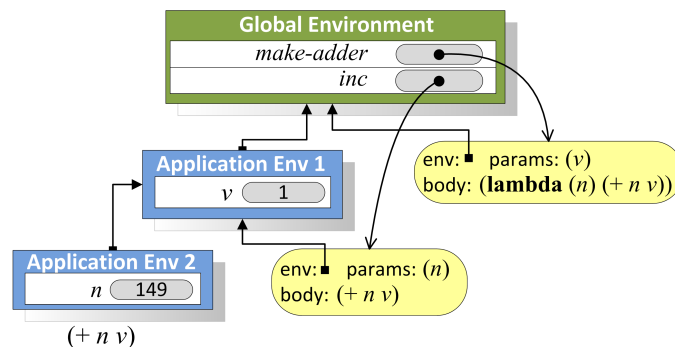 Global Environment
make-adder
inc
env: params: (v)
body: (lambda (n) (+ n v))
Application Env 1
v 1
Application Env 2
n 149
env: params: (n)
body: (+ n v)
(+ n v)